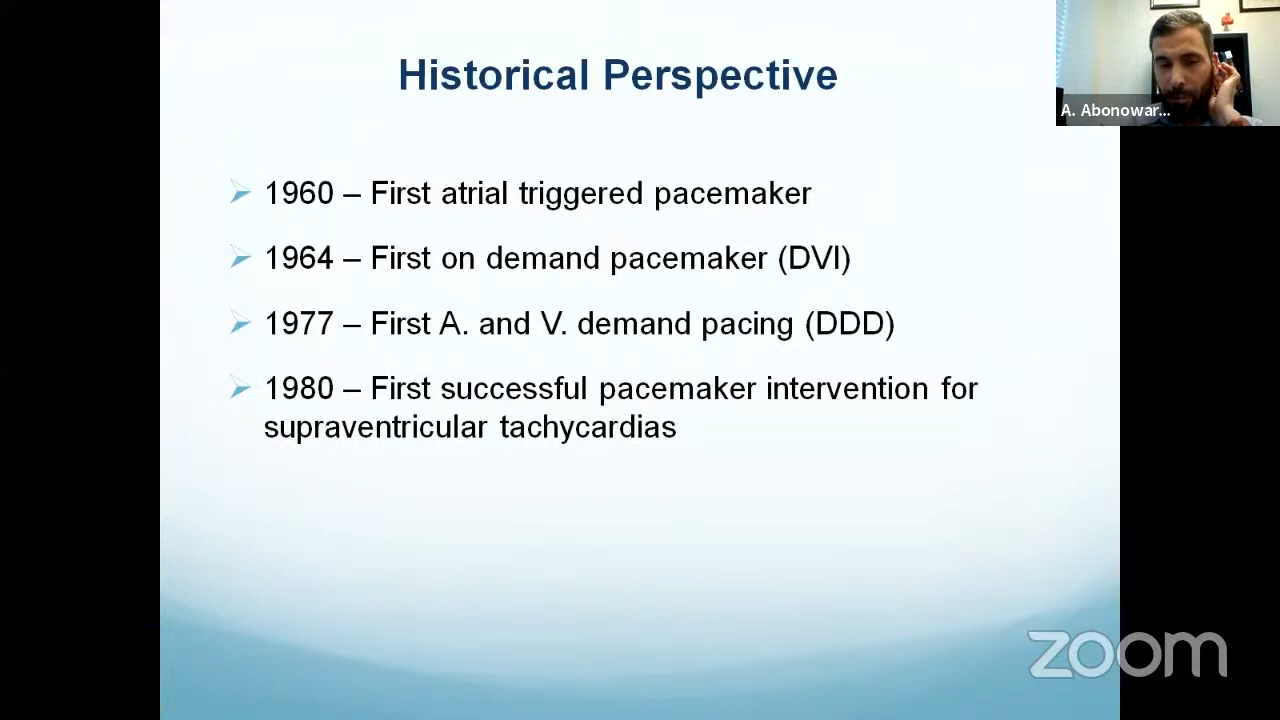 Historical Perspective
A. Abonowar...
1960 – First atrial triggered pacemaker
1964 – First on demand pacemaker (DVI)
1977 – First A. and V. demand pacing (DDD)
1980 – First successful pacemaker intervention for
supraventricular tachycardias
zoom